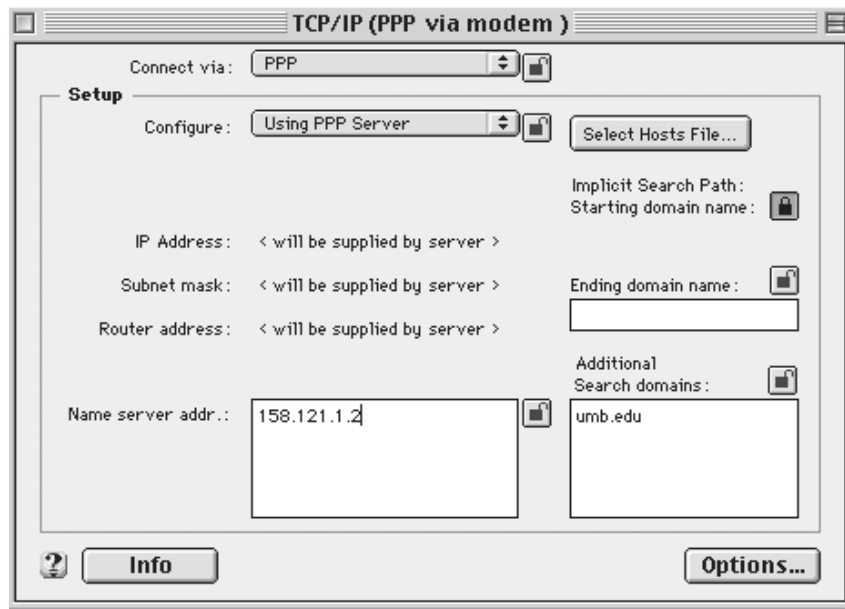 TCP/IP (PPP via modem )
Connect via: PPP
Setup
Configure: Using PPP Server
Select Hosts File...
Implicit Search Path:
Starting domain name:
IP Address: < will be supplied by server >
Subnet mask: < will be supplied by server >
Ending domain name:
Router address: < will be supplied by server >
Additional
Search domains:
Name server addr.: 158.121.1.2
umb.edu
?
Info
Options...